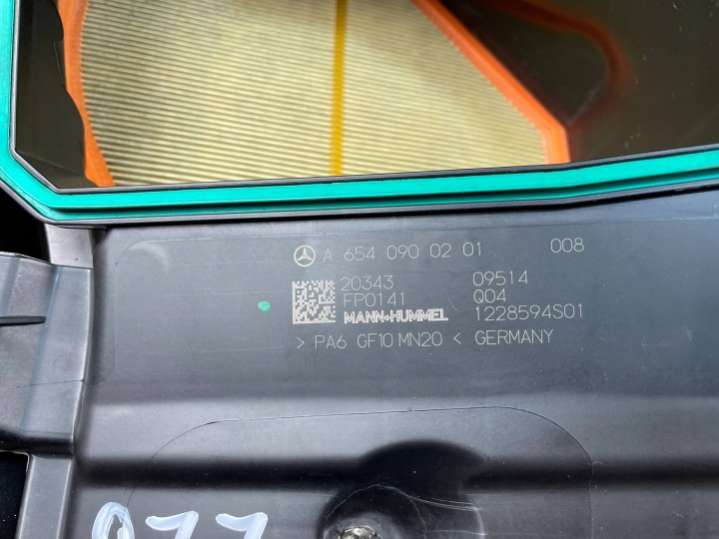 A 654 090 02 01 008
20343 09514
FP0141 Q04
MANN+HUMMEL 1228594S01
> PA6 GF10 MN20 < GERMANY